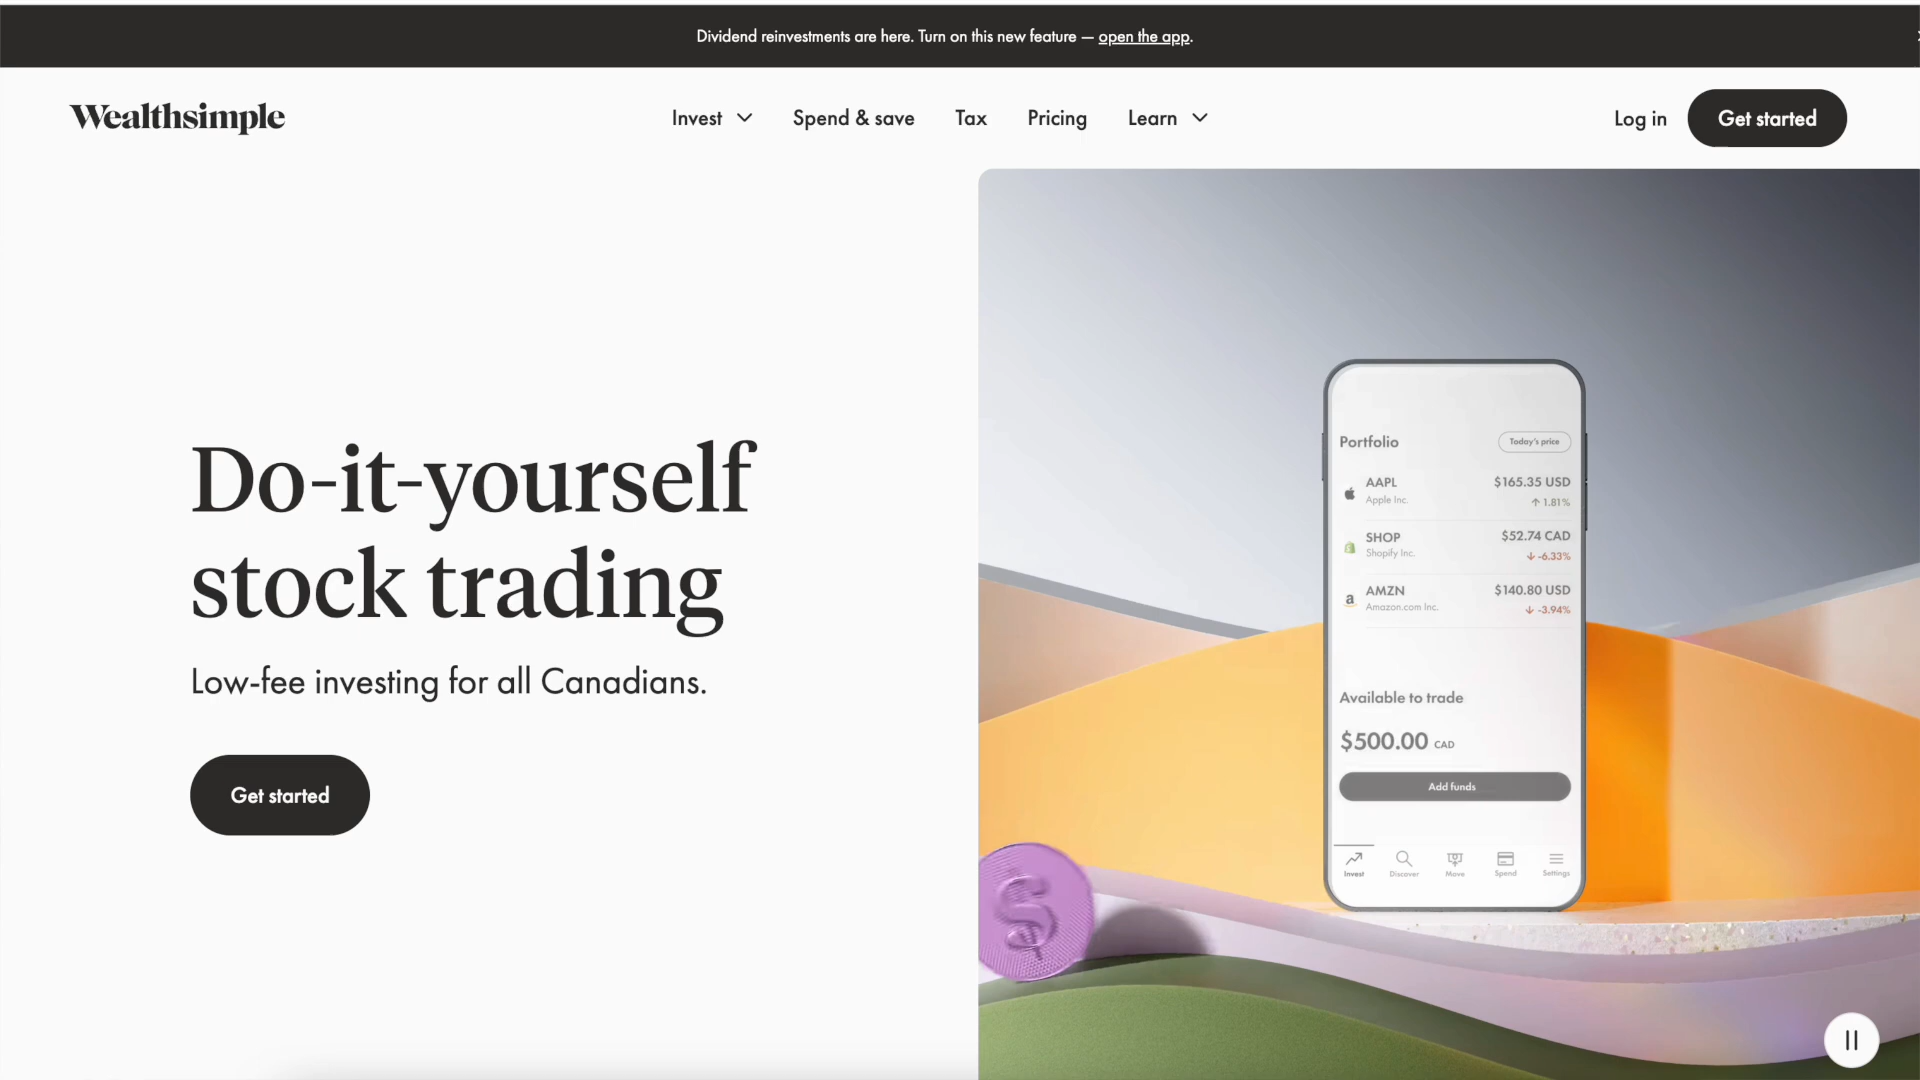 Dividend reinvestments are here. Turn on this new feature — open the app.
Wealthsimple
Invest
Spend & save
Tax
Pricing
Learn
Log in
Get started
Do-it-yourself
stock trading
Low-fee investing for all Canadians.
Get started
Portfolio
Today's price
AAPL
$165.35 USD
Apple Inc.
↑ 1.81%
SHOP
$52.74 CAD
Shopify Inc.
↓ -6.33%
a
AMZN
$140.80 USD
Amazon.com Inc.
↓ -3.94%
Available to trade
$500.00 CAD
Add funds
Invest
Discover
Move
Spend
Settings
$